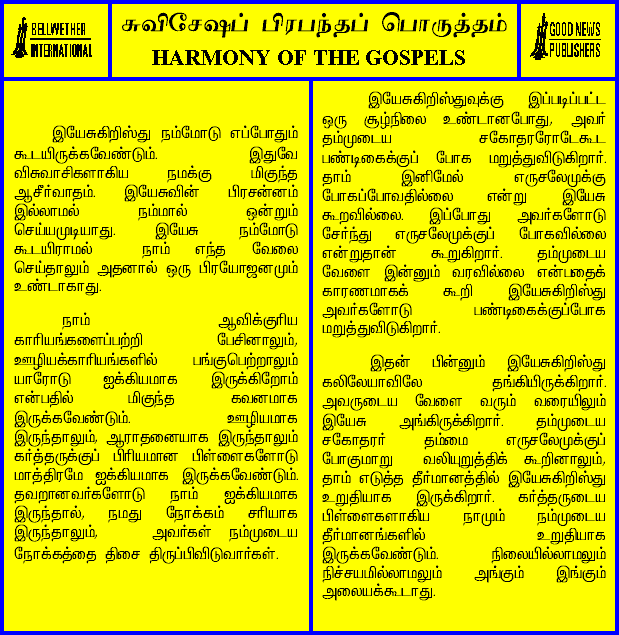 BELLWETHER
INTERNATIONAL
சுவிசேஷப் பிரபந்தப் பொருத்தம்
HARMONY OF THE GOSPELS
GOOD NEWS
PUBLISHERS
இயேசுகிறிஸ்து நம்மோடு எப்போதும்
கூடயிருக்கவேண்டும். இதுவே
விசுவாசிகளாகிய நமக்கு மிகுந்த
ஆசீர்வாதம். இயேசுவின் பிரசன்னம்
இல்லாமல் நம்மால் ஒன்றும்
செய்யமுடியாது. இயேசு நம்மோடு
கூடயிராமல் நாம் எந்த வேலை
செய்தாலும் அதனால் ஒரு பிரயோஜனமும்
உண்டாகாது.
நாம் ஆவிக்குரிய
காரியங்களைப்பற்றி பேசினாலும்,
ஊழியக்காரியங்களில் பங்குபெற்றாலும்
யாரோடு ஐக்கியமாக இருக்கிறோம்
என்பதில் மிகுந்த கவனமாக
இருக்கவேண்டும். ஊழியமாக
இருந்தாலும், ஆராதனையாக இருந்தாலும்
கர்த்தருக்குப் பிரியமான பிள்ளைகளோடு
மாத்திரமே ஐக்கியமாக இருக்கவேண்டும்.
தவறானவர்களோடு நாம் ஐக்கியமாக
இருந்தால், நமது நோக்கம் சரியாக
இருந்தாலும், அவர்கள் நம்முடைய
நோக்கத்தை திசை திருப்பிவிடுவார்கள்.
இயேசுகிறிஸ்துவுக்கு இப்படிப்பட்ட
ஒரு சூழ்நிலை உண்டானபோது, அவர்
தம்முடைய சகோதரரோடேகூட
பண்டிகைக்குப் போக மறுத்துவிடுகிறார்.
தாம் இனிமேல் எருசலேமுக்கு
போகப்போவதில்லை என்று இயேசு
கூறவில்லை. இப்போது அவர்களோடு
சேர்ந்து எருசலேமுக்குப் போகவில்லை
என்றுதான் கூறுகிறார். தம்முடைய
வேளை இன்னும் வரவில்லை என்பதைக்
காரணமாகக் கூறி இயேசுகிறிஸ்து
அவர்களோடு பண்டிகைக்குப்போக
மறுத்துவிடுகிறார்.
இதன் பின்னும் இயேசுகிறிஸ்து
கலிலேயாவிலே தங்கியிருக்கிறார்.
அவருடைய வேளை வரும் வரையிலும்
இயேசு அங்கிருக்கிறார். தம்முடைய
சகோதரர் தம்மை எருசலேமுக்குப்
போகுமாறு வலியுறுத்திக் கூறினாலும்,
தாம் எடுத்த தீர்மானத்தில் இயேசுகிறிஸ்து
உறுதியாக இருக்கிறார். கர்த்தருடைய
பிள்ளைகளாகிய நாமும் நம்முடைய
தீர்மானங்களில் உறுதியாக
இருக்கவேண்டும். நிலையில்லாமலும்
நிச்சயமில்லாமலும் அங்கும் இங்கும்
அலையக்கூடாது.